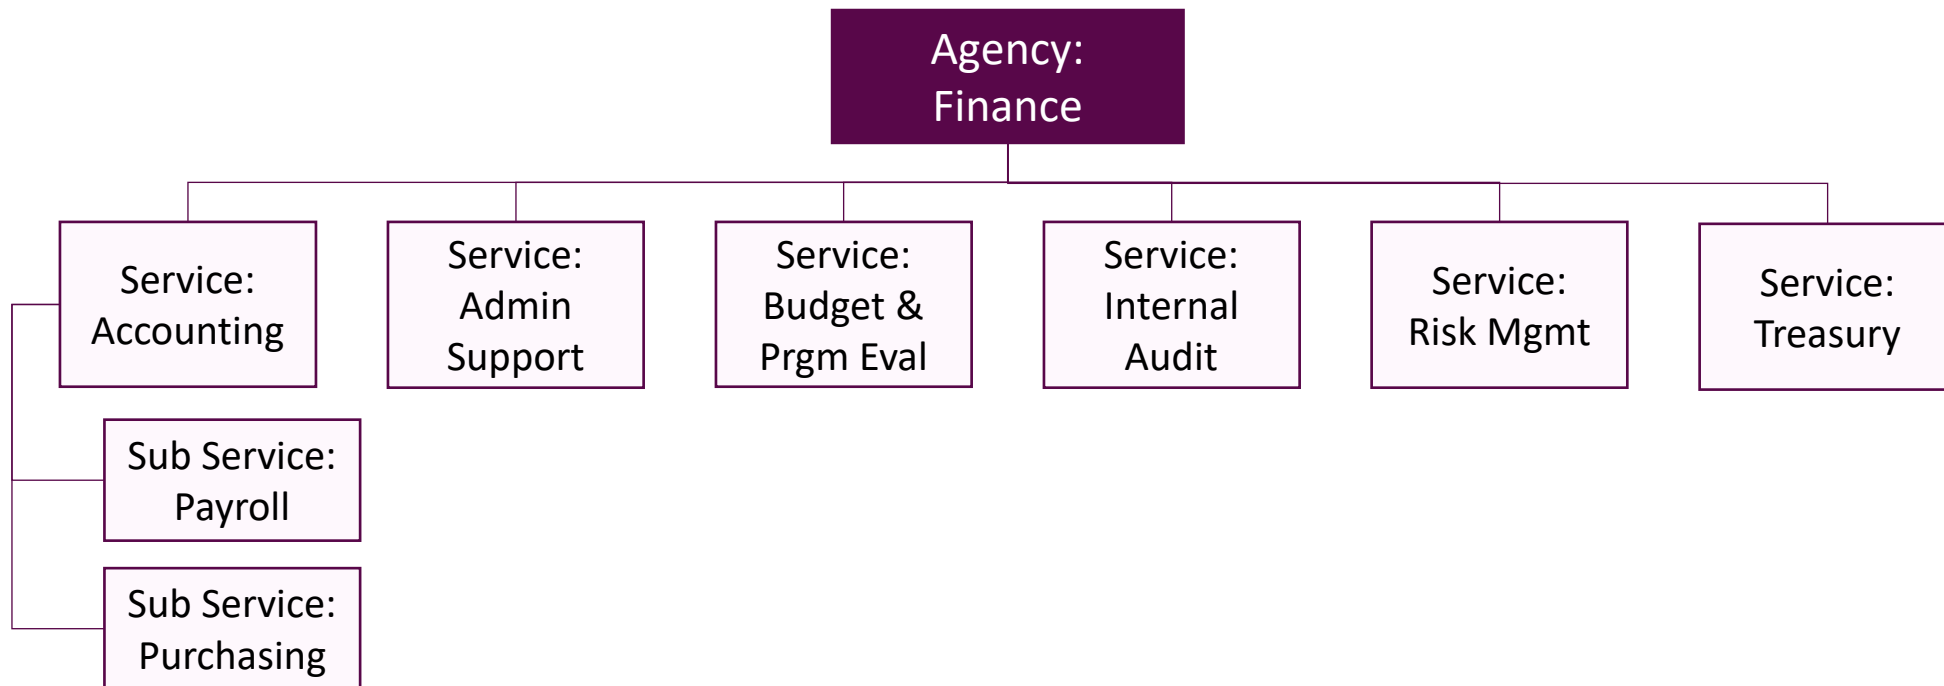 Agency:
Finance
Service:
Accounting
Service:
Admin
Support
Service:
Budget &
Prgm Eval
Service:
Internal
Audit
Service:
Risk Mgmt
Service:
Treasury
Sub Service:
Payroll
Sub Service:
Purchasing